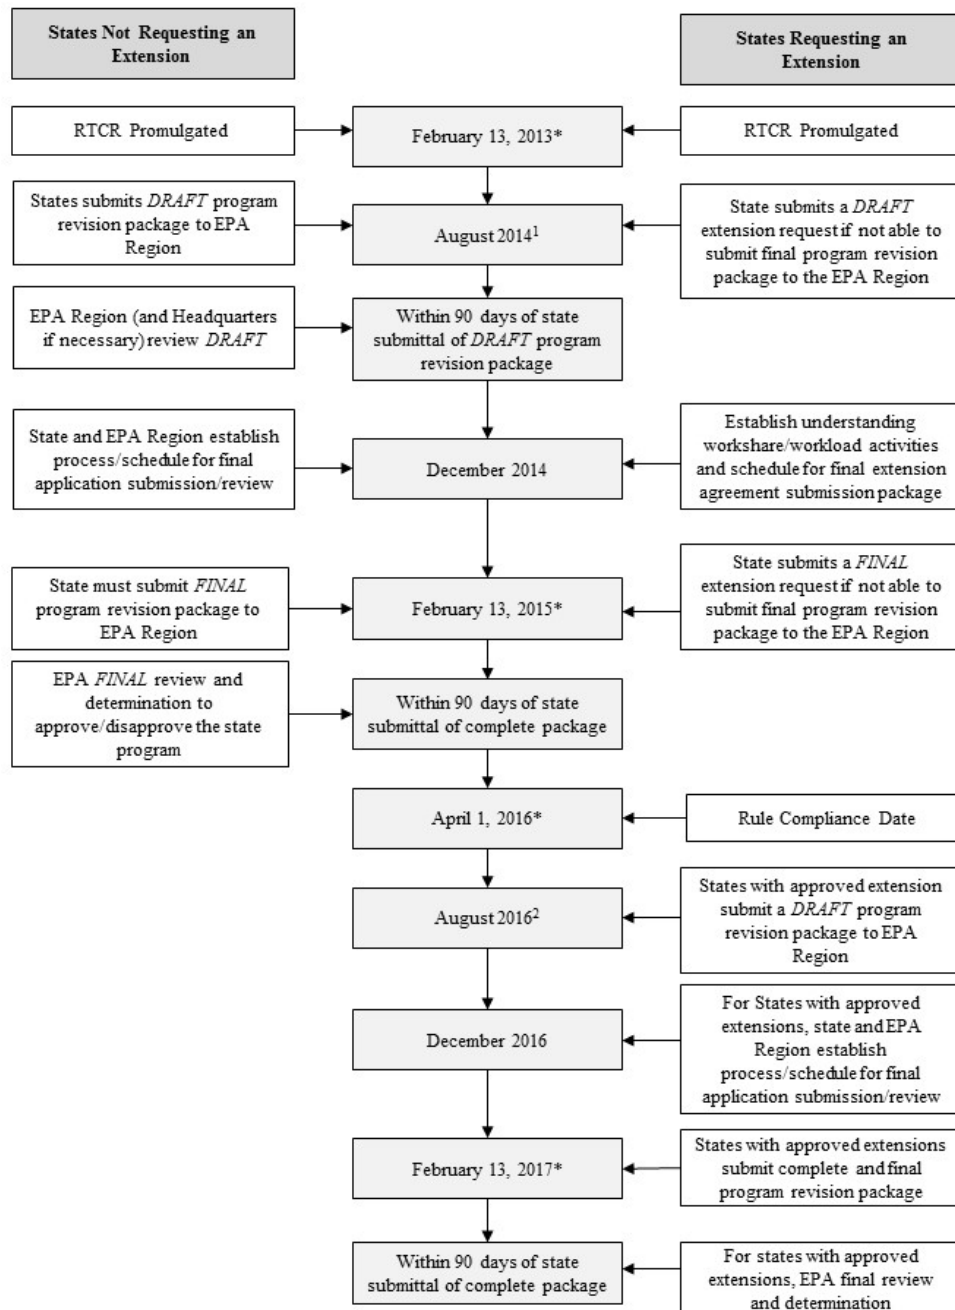 States Not Requesting an
Extension
States Requesting an
Extension
RTCR Promulgated
February 13, 2013*
RTCR Promulgated
States submits DRAFT program
revision package to EPA
Region
August 2014¹
State submits a DRAFT
extension request if not able to
submit final program revision
package to the EPA Region
EPA Region (and Headquarters
if necessary) review DRAFT
Within 90 days of state
submittal of DRAFT program
revision package
State and EPA Region establish
process/schedule for final
application submission/review
December 2014
Establish understanding
workshare/workload activities
and schedule for final extension
agreement submission package
State must submit FINAL
program revision package to
EPA Region
February 13, 2015*
State submits a FINAL
extension request if not able to
submit final program revision
package to the EPA Region
EPA FINAL review and
determination to
approve/disapprove the state
program
Within 90 days of state
submittal of complete package
April 1, 2016*
Rule Compliance Date
August 2016²
States with approved extension
submit a DRAFT program
revision package to EPA
Region
December 2016
For States with approved
extensions, state and EPA
Region establish
process/schedule for final
application submission/review
February 13, 2017*
States with approved extensions
submit complete and final
program revision package
Within 90 days of state
submittal of complete package
For states with approved
extensions, EPA final review
and determination